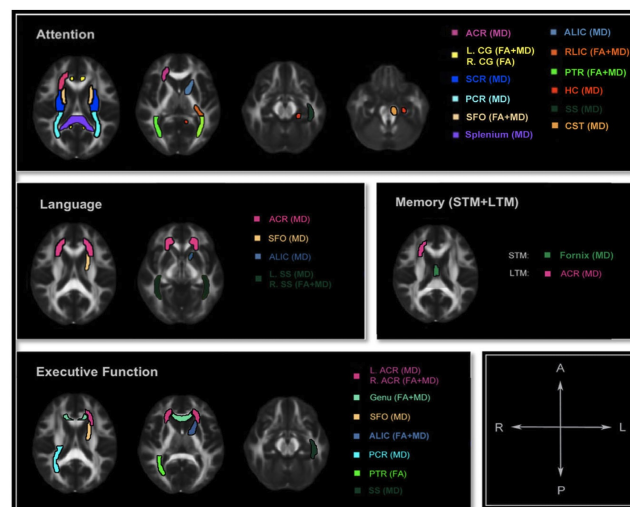 Attention
ACR (MD)
L. CG (FA+MD)
R. CG (FA)
SCR (MD)
PCR (MD)
SFO (FA+MD)
Splenium (MD)
ALIC (MD)
RLIC (FA+MD)
PTR (FA+MD)
HC (MD)
SS (MD)
CST (MD)
Language
ACR (MD)
SFO (MD)
ALIC (MD)
L. SS (MD)
R. SS (FA+MD)
Memory (STM+LTM)
STM: Fornix (MD)
LTM: ACR (MD)
Executive Function
L. ACR (MD)
R. ACR (FA+MD)
Genu (FA+MD)
SFO (MD)
ALIC (FA+MD)
PCR (MD)
PTR (FA)
SS (MD)
A
R L
P